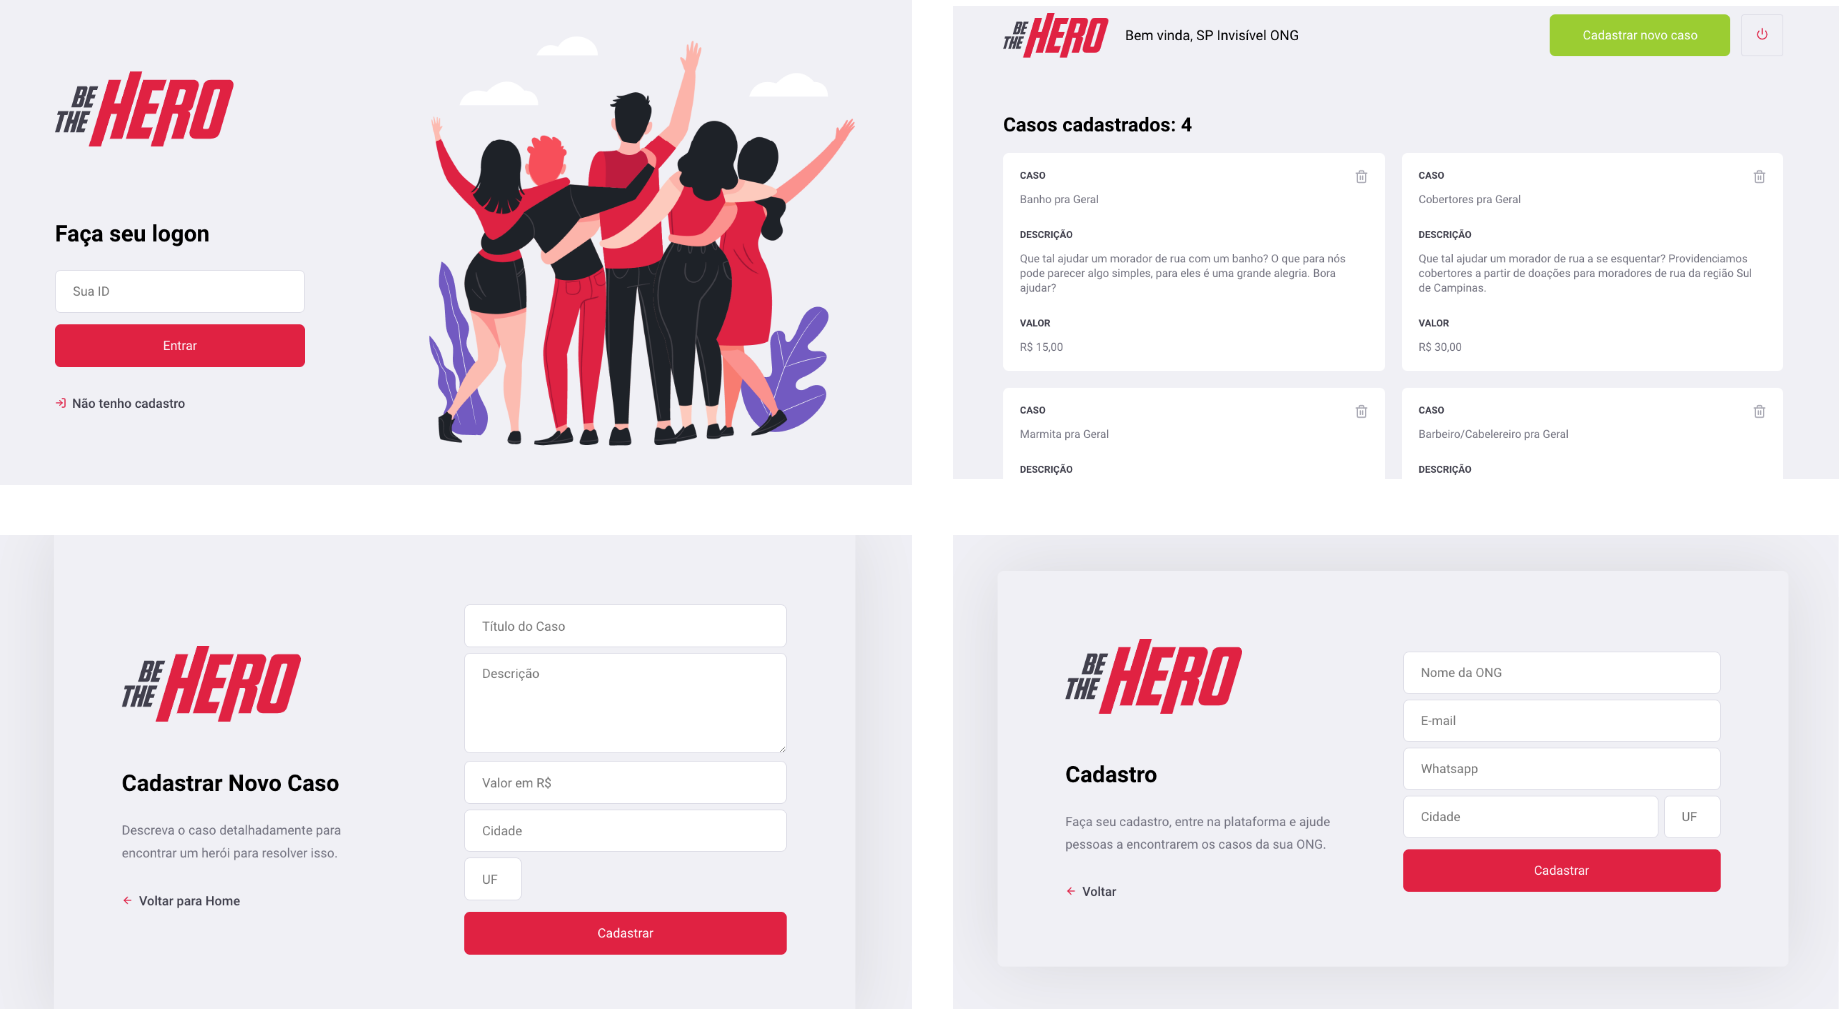 BE
THE HERO
Faça seu logon
Sua ID
Entrar
Não tenho cadastro
BE
THE HERO
Bem vinda, SP Invisível ONG
Cadastrar novo caso
Casos cadastrados: 4
CASO
Banho pra Geral
DESCRIÇÃO
Que tal ajudar um morador de rua com um banho? O que para nós
pode parecer algo simples, para eles é uma grande alegria. Bora
ajudar?
VALOR
R$ 15,00
CASO
Cobertores pra Geral
DESCRIÇÃO
Que tal ajudar um morador de rua a se esquentar? Providenciamos
cobertores a partir de doações para moradores de rua da região Sul
de Campinas.
VALOR
R$ 30,00
CASO
Marmita pra Geral
DESCRIÇÃO
CASO
Barbeiro/Cabelereiro pra Geral
DESCRIÇÃO
BE
THE HERO
Cadastrar Novo Caso
Descreva o caso detalhadamente para
encontrar um herói para resolver isso.
Voltar para Home
Título do Caso
Descrição
Valor em R$
Cidade
UF
Cadastrar
BE
THE HERO
Cadastro
Faça seu cadastro, entre na plataforma e ajude
pessoas a encontrarem os casos da sua ONG.
Voltar
Nome da ONG
E-mail
Whatsapp
Cidade
UF
Cadastrar